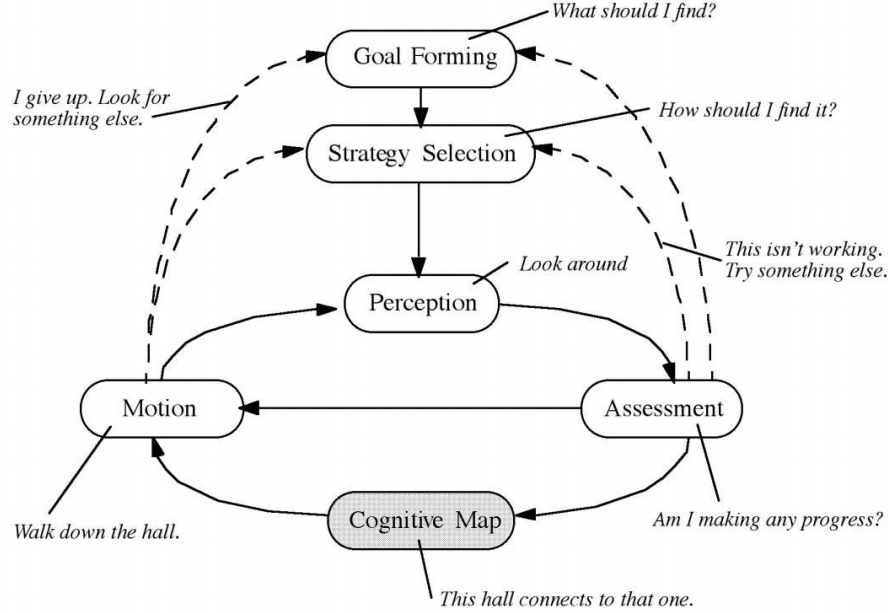 What should I find?
Goal Forming
I give up. Look for
something else.
How should I find it?
Strategy Selection
This isn't working.
Try something else.
Look around
Perception
Motion
Assessment
Cognitive Map
Walk down the hall.
Am I making any progress?
This hall connects to that one.